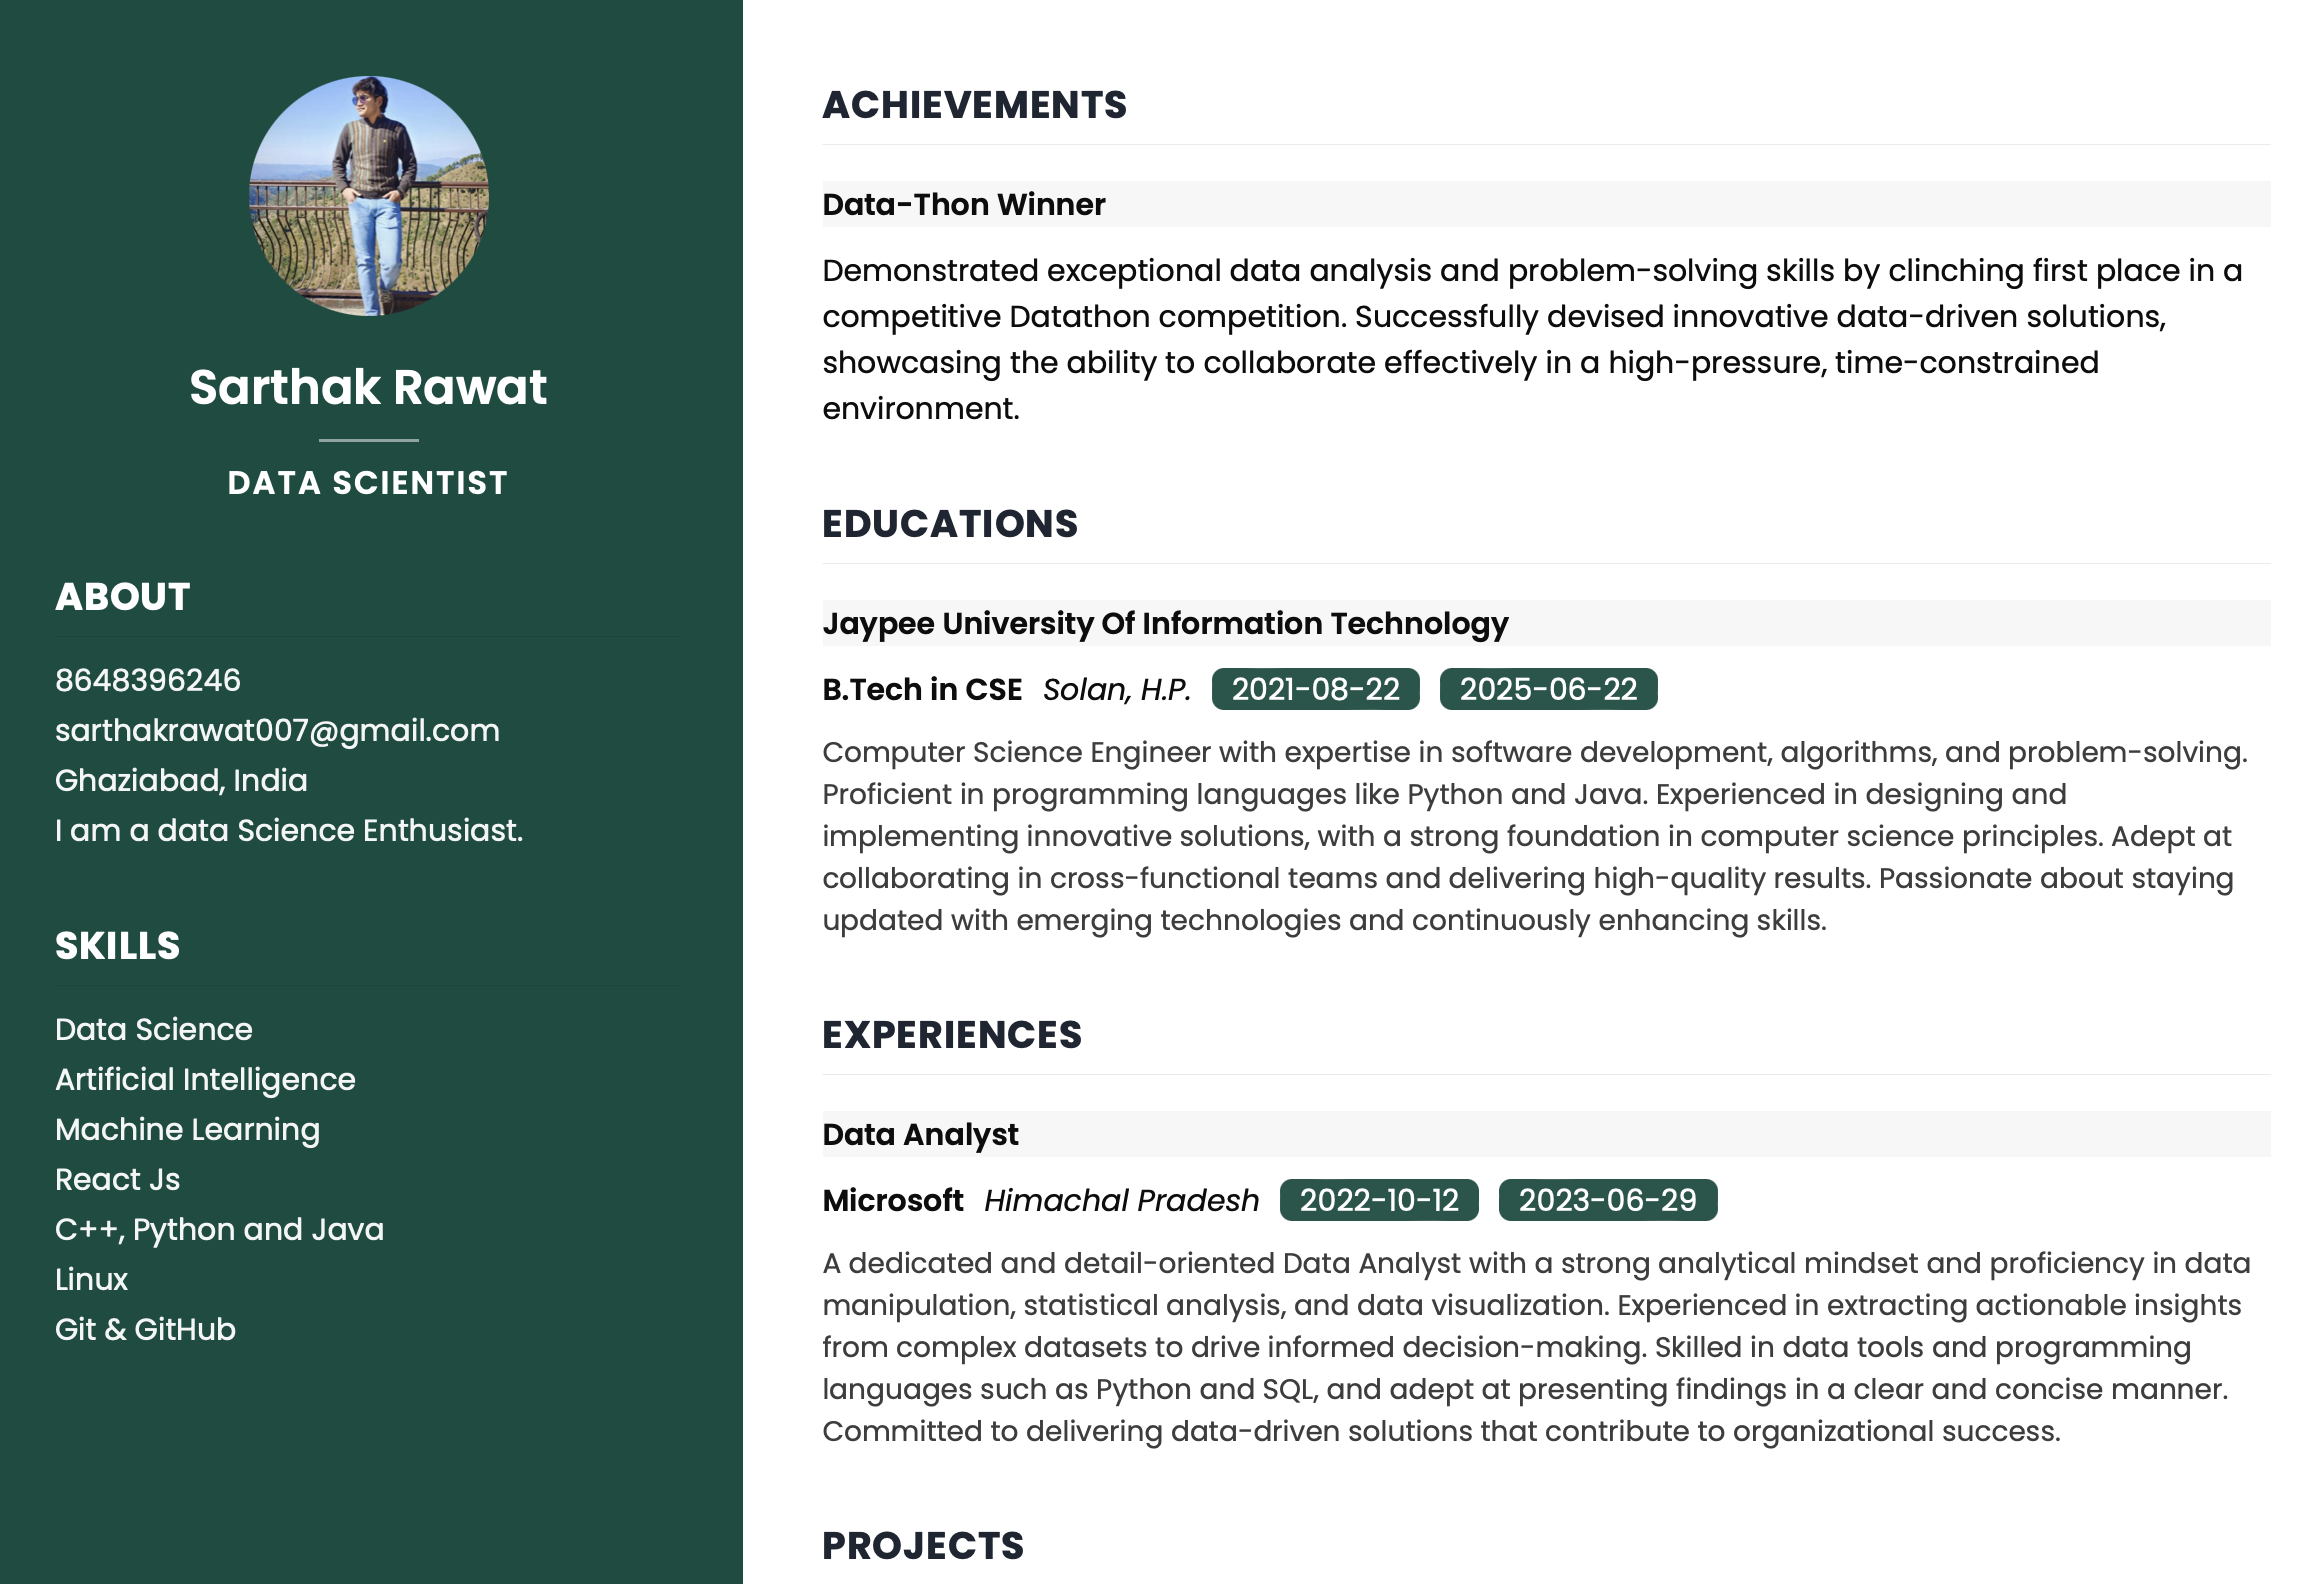 Sarthak Rawat
DATA SCIENTIST
ABOUT
8648396246
sarthakrawat007@gmail.com
Ghaziabad, India
I am a data Science Enthusiast.
SKILLS
Data Science
Artificial Intelligence
Machine Learning
React Js
C++, Python and Java
Linux
Git & GitHub
ACHIEVEMENTS
Data-Thon Winner
Demonstrated exceptional data analysis and problem-solving skills by clinching first place in a
competitive Datathon competition. Successfully devised innovative data-driven solutions,
showcasing the ability to collaborate effectively in a high-pressure, time-constrained
environment.
EDUCATIONS
Jaypee University Of Information Technology
B.Tech in CSE Solan, H.P. 2021-08-22 2025-06-22
Computer Science Engineer with expertise in software development, algorithms, and problem-solving.
Proficient in programming languages like Python and Java. Experienced in designing and
implementing innovative solutions, with a strong foundation in computer science principles. Adept at
collaborating in cross-functional teams and delivering high-quality results. Passionate about staying
updated with emerging technologies and continuously enhancing skills.
EXPERIENCES
Data Analyst
Microsoft Himachal Pradesh 2022-10-12 2023-06-29
A dedicated and detail-oriented Data Analyst with a strong analytical mindset and proficiency in data
manipulation, statistical analysis, and data visualization. Experienced in extracting actionable insights
from complex datasets to drive informed decision-making. Skilled in data tools and programming
languages such as Python and SQL, and adept at presenting findings in a clear and concise manner.
Committed to delivering data-driven solutions that contribute to organizational success.
PROJECTS